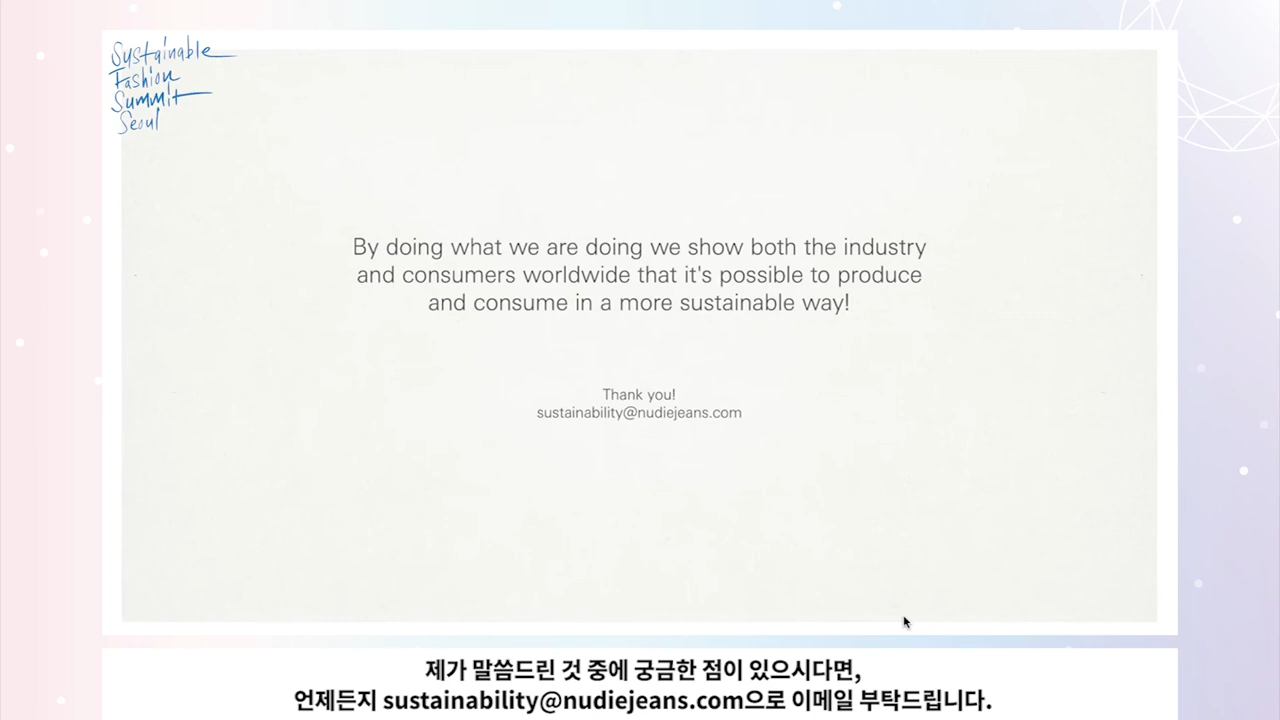 Sustainable
Fashion
Summit
Seoul
By doing what we are doing we show both the industry
and consumers worldwide that it's possible to produce
and consume in a more sustainable way!
Thank you!
sustainability@nudiejeans.com
제가 말씀드린 것 중에 궁금한 점이 있으시다면,
언제든지 sustainability@nudiejeans.com으로 이메일 부탁드립니다.